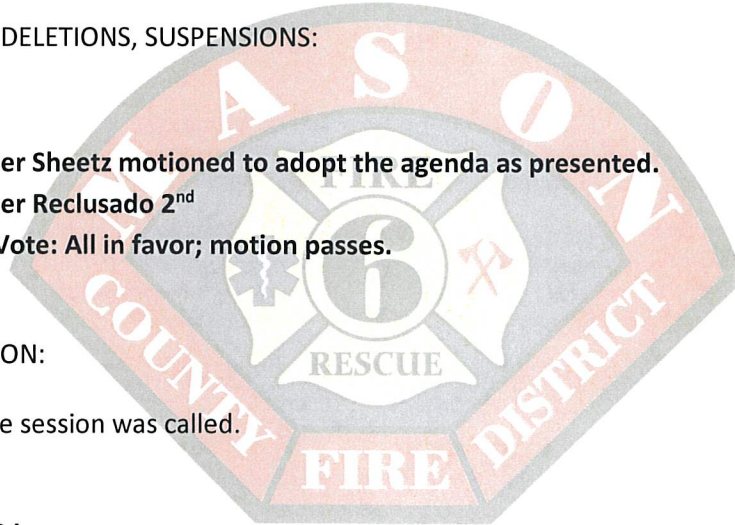 DELETIONS, SUSPENSIONS:
MASON
er Sheetz motioned to adopt the agenda as presented.
FIRE
er Reclusado 2nd
Vote: All in favor; motion passes.
6
COUNTY
DISTRICT
ON:
RESCUE
e session was called.
FIRE